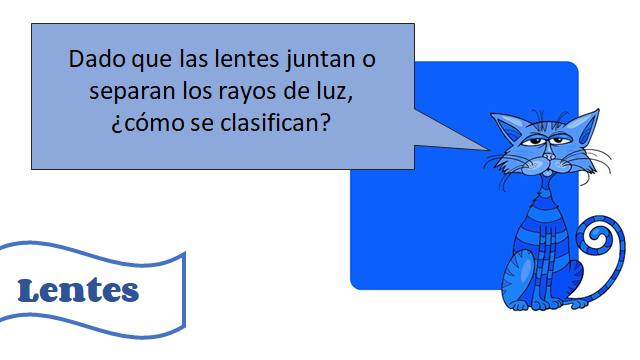 Dado que las lentes juntan o
separan los rayos de luz,
¿cómo se clasifican?
Lentes